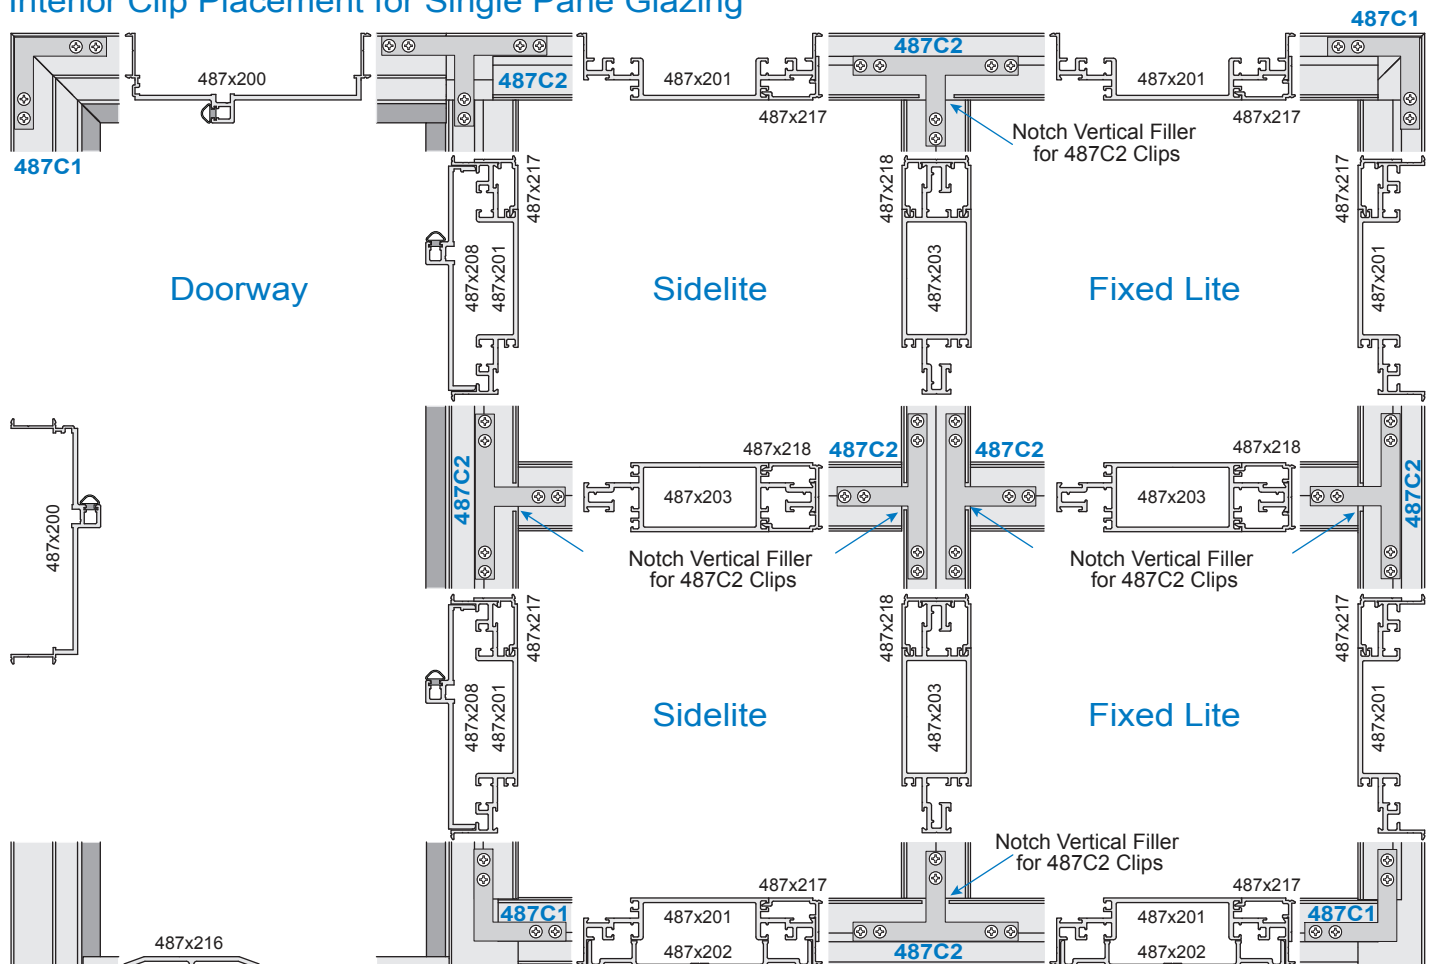 Interior Clip Placement for Single Pane Glazing
487C1
487C2
487x200
487C2
487x201
487x201
487x217
487x217
Notch Vertical Filler
for 487C2 Clips
487C1
487x217
487x218
487x217
487x208
487x201
487x203
487x201
Doorway
Sidelite
Fixed Lite
487x218
487C2
487C2
487x218
487C2
487C2
487x203
487x203
487x200
Notch Vertical Filler
for 487C2 Clips
Notch Vertical Filler
for 487C2 Clips
487x217
487x218
487x217
487x208
487x201
487x203
487x201
Sidelite
Fixed Lite
Notch Vertical Filler
for 487C2 Clips
487x217
487x217
487C1
487x201
487x201
487C1
487x216
487x202
487C2
487x202